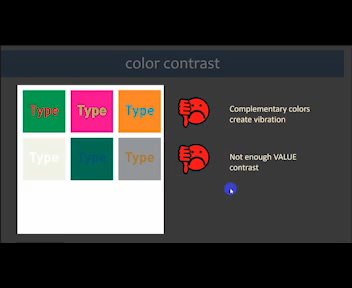 color contrast
Type Type Type
Complementary colors
create vibration
Type Type Type
Not enough VALUE
contrast